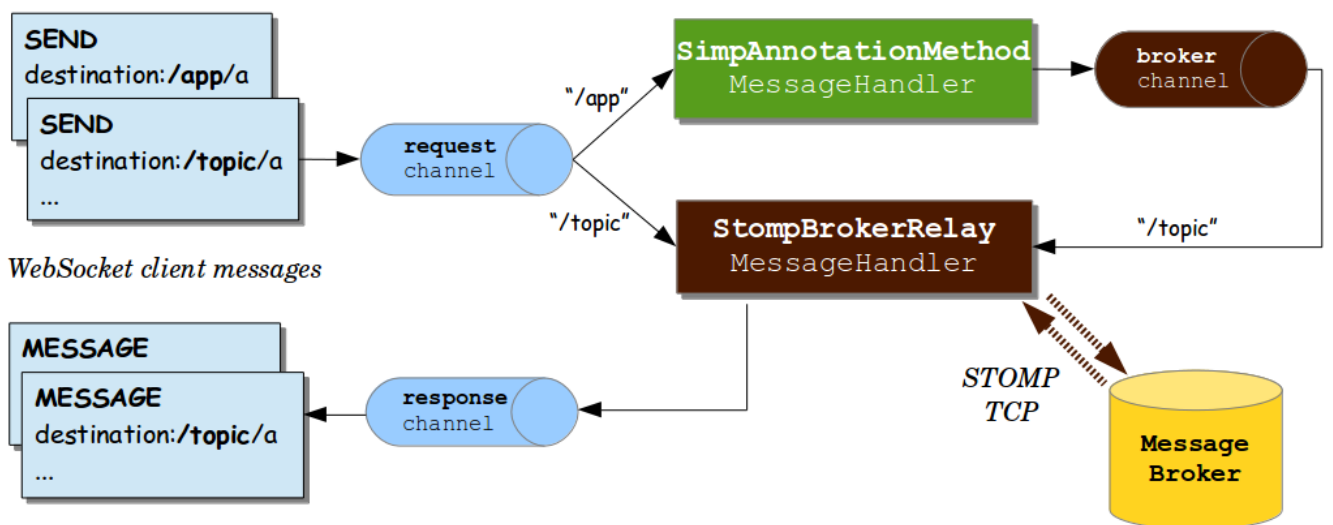 SEND
destination:/app/a
SEND
destination:/topic/a
...
WebSocket client messages
request
channel
“/app”
“/topic”
SimpAnnotationMethod
MessageHandler
broker
channel
StompBrokerRelay
MessageHandler
“/topic”
MESSAGE
MESSAGE
destination:/topic/a
...
response
channel
STOMP
TCP
Message
Broker